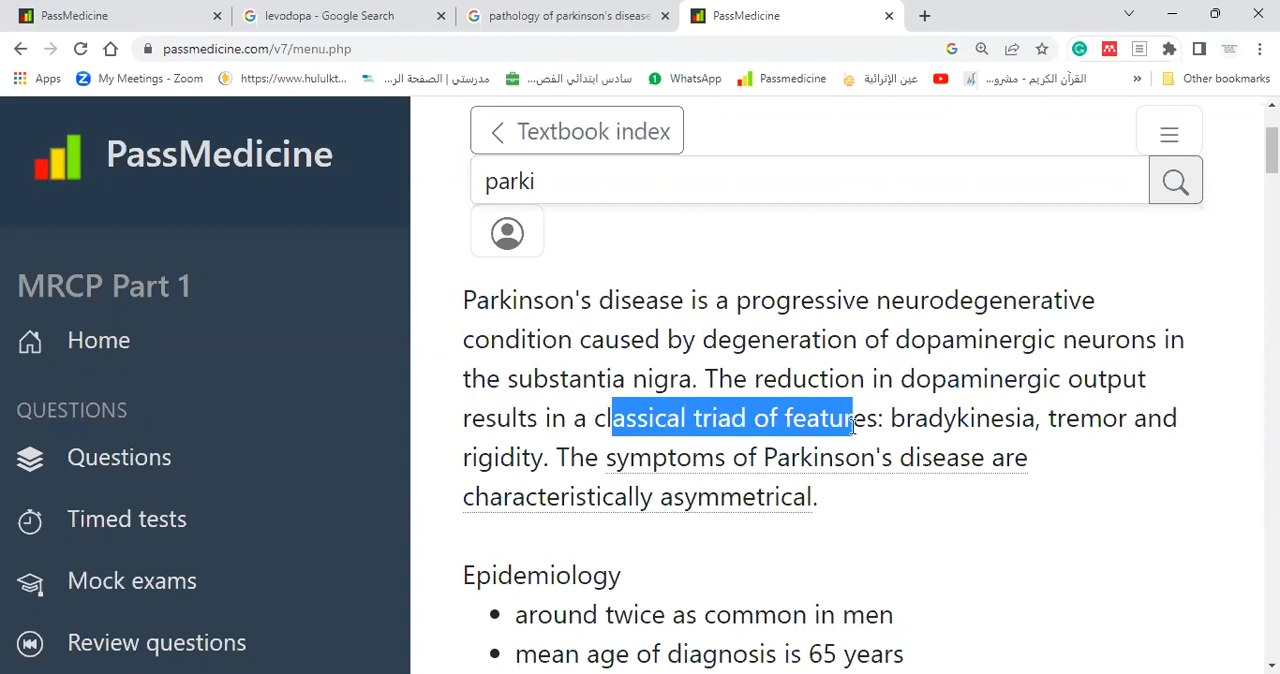 PassMedicine
levodopa - Google Search
pathology of parkinson's disease
PassMedicine
passmedicine.com/v7/menu.php
Apps
My Meetings - Zoom
https://www.hululkt...
مدرستي | الصفحة الر...
سادس ابتدائي الفص...
WhatsApp
Passmedicine
عين الإثرائية
القرآن الكريم - مشرو...
»
Other bookmarks
PassMedicine
MRCP Part 1
Home
QUESTIONS
Questions
Timed tests
Mock exams
Review questions
Textbook index
parki
Parkinson's disease is a progressive neurodegenerative
condition caused by degeneration of dopaminergic neurons in
the substantia nigra. The reduction in dopaminergic output
results in a classical triad of features: bradykinesia, tremor and
rigidity. The symptoms of Parkinson's disease are
characteristically asymmetrical.
Epidemiology
• around twice as common in men
• mean age of diagnosis is 65 years